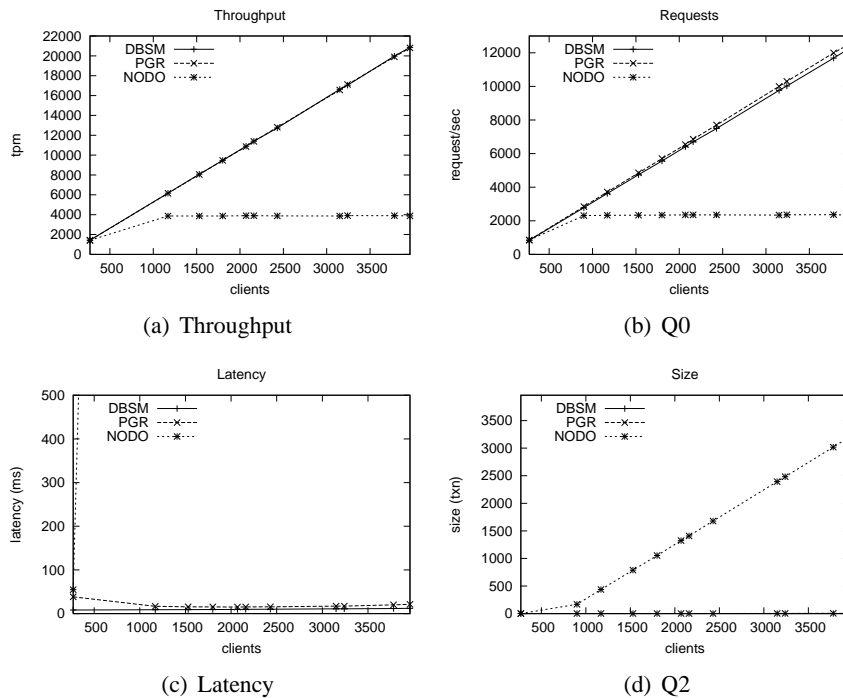 Throughput
22000
20000
18000
16000
14000
12000
10000
8000
6000
4000
2000
0
tpm
DBSM
PGR
NODO
500 1000 1500 2000 2500 3000 3500
clients
(a) Throughput
Requests
12000
10000
8000
6000
4000
2000
0
request/sec
DBSM
PGR
NODO
500 1000 1500 2000 2500 3000 3500
clients
(b) Q0
Latency
500
400
300
200
100
0
latency (ms)
DBSM
PGR
NODO
500 1000 1500 2000 2500 3000 3500
clients
(c) Latency
Size
3500
3000
2500
2000
1500
1000
500
0
size (txn)
DBSM
PGR
NODO
500 1000 1500 2000 2500 3000 3500
clients
(d) Q2